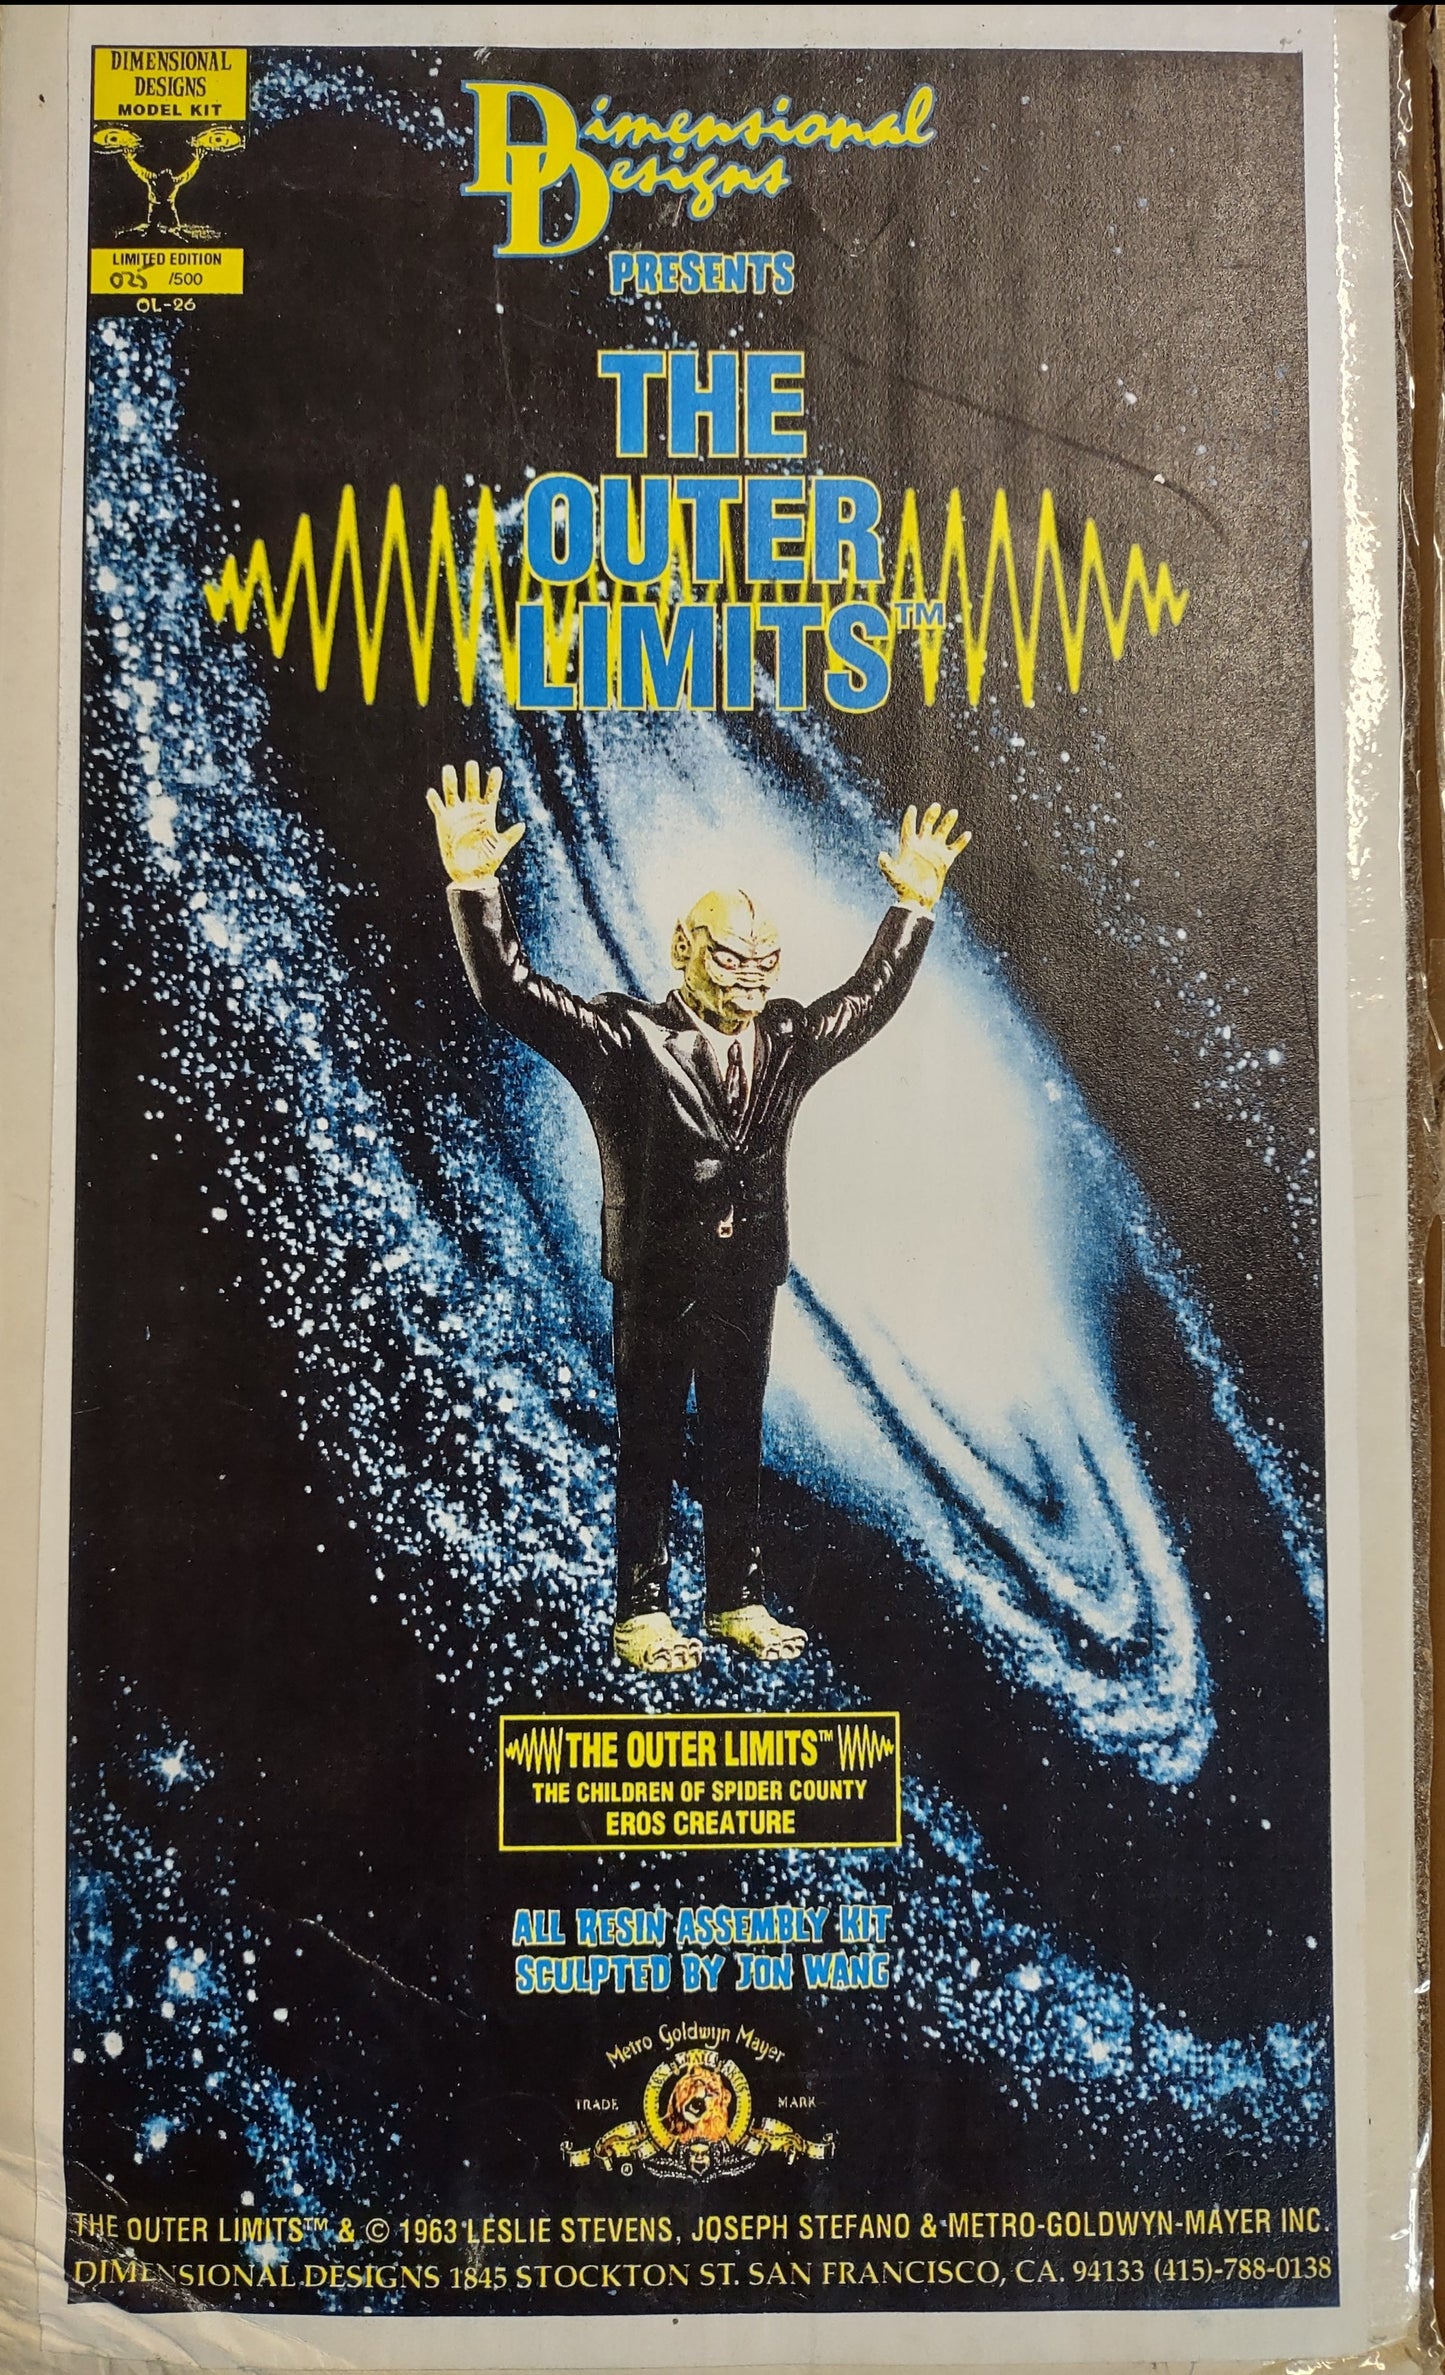 DIMENSIONAL
DESIGNS
MODEL KIT
LIMITED EDITION
025 /500
OL-26
Dimensional
Designs
PRESENTS
THE
OUTER
LIMITS™
THE OUTER LIMITS™
THE CHILDREN OF SPIDER COUNTY
EROS CREATURE
ALL RESIN ASSEMBLY KIT
SCULPTED BY JON WANG
Metro Goldwyn Mayer
TRADE MARK
®
THE OUTER LIMITS™ & © 1963 LESLIE STEVENS, JOSEPH STEFANO & METRO-GOLDWYN-MAYER INC.
DIMENSIONAL DESIGNS 1845 STOCKTON ST. SAN FRANCISCO, CA. 94133 (415)-788-0138